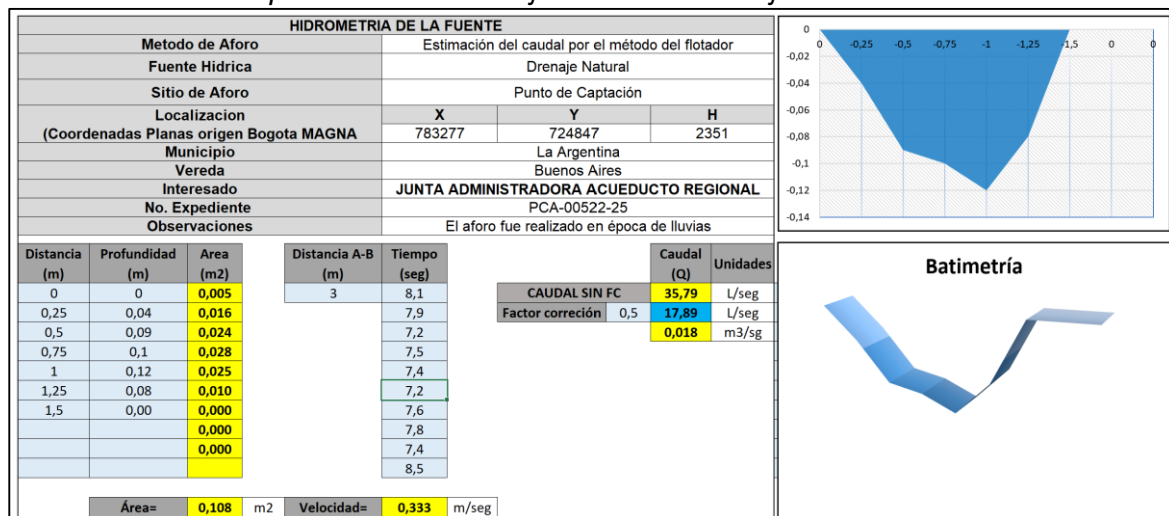 HIDROMETRIA DE LA FUENTE
Metodo de Aforo Estimación del caudal por el método del flotador
Fuente Hidrica Drenaje Natural
Sitio de Aforo Punto de Captación
Localizacion X Y H
(Coordenadas Planas origen Bogota MAGNA 783277 724847 2351
Municipio La Argentina
Vereda Buenos Aires
Interesado JUNTA ADMINISTRADORA ACUEDUCTO REGIONAL
No. Expediente PCA-00522-25
Observaciones El aforo fue realizado en época de lluvias
Distancia Profundidad Area Distancia A-B Tiempo Caudal Unidades
(m) (m) (m2) (m) (seg) (Q)
0 0 0,005 3 8,1 CAUDAL SIN FC 35,79 L/seg
0,25 0,04 0,016 7,9 Factor correción 0,5 17,89 L/seg
0,5 0,09 0,024 7,2 0,018 m3/sg
0,75 0,1 0,028 7,5
1 0,12 0,025 7,4
1,25 0,08 0,010 7,2
1,5 0,00 0,000 7,6
0,000 7,8
0,000 7,4
8,5
Área= 0,108 m2 Velocidad= 0,333 m/seg
0
0 -0,25 -0,5 -0,75 -1 -1,25 -1,5 0 0
-0,02
-0,04
-0,06
-0,08
-0,1
-0,12
-0,14
Batimetría